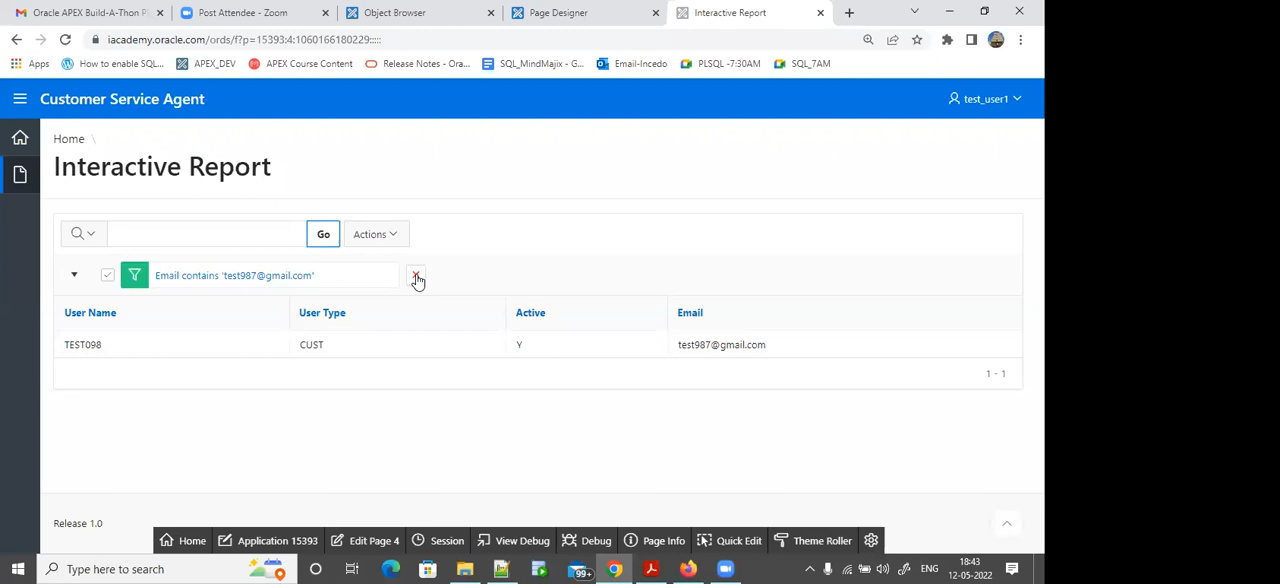 Oracle APEX Build-A-Thon P
Post Attendee - Zoom
Object Browser
Page Designer
Interactive Report
iacademy.oracle.com/ords/f?p=15393:4:1060166180229:::::
Apps
How to enable SQL...
APEX_DEV
APEX Course Content
Release Notes - Ora...
SQL_MindMajix - G...
Email-Incedo
PLSQL -7:30AM
SQL_7AM
Customer Service Agent
test_user1
Home \
Interactive Report
Go
Actions
Email contains 'test987@gmail.com'
User Name User Type Active Email
TEST098 CUST Y test987@gmail.com
1 - 1
Release 1.0
Home
Application 15393
Edit Page 4
Session
View Debug
Debug
Page Info
Quick Edit
Theme Roller
Type here to search
99+
ENG
18:43
12-05-2022